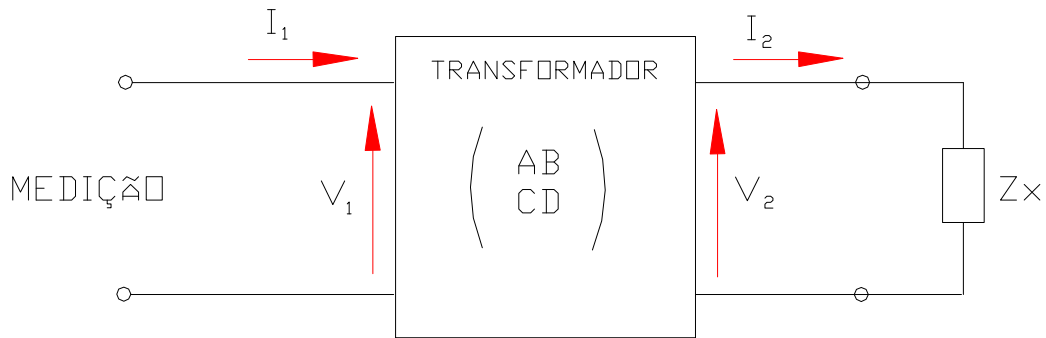 I₁
I₂
TRANSFORMADOR
AB
CD
MEDIÇÃO
V₁
V₂
Zx